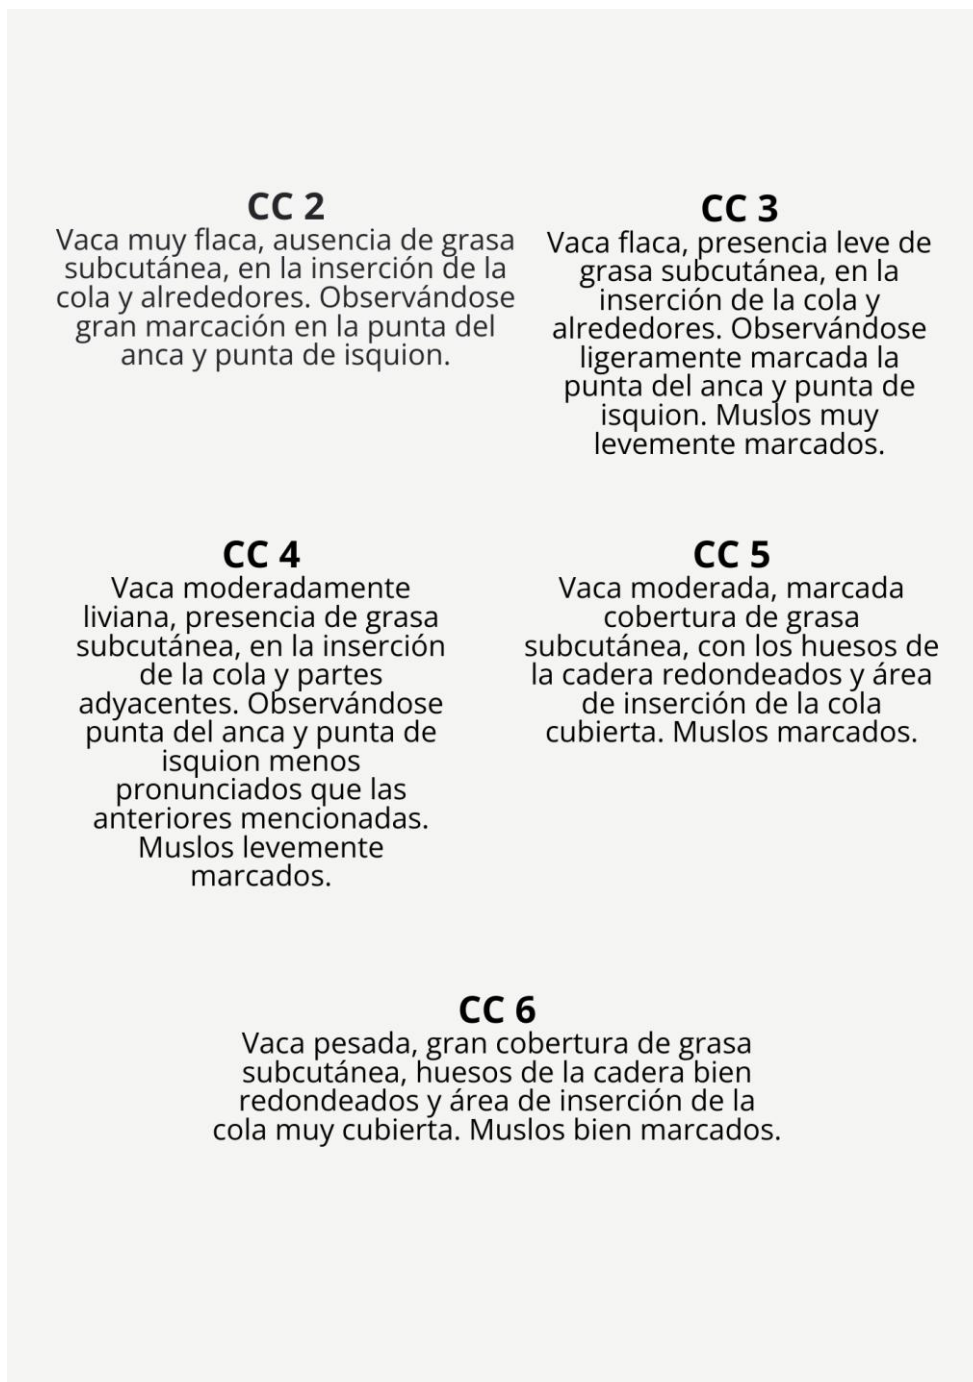 CC 2
Vaca muy flaca, ausencia de grasa
subcutánea, en la inserción de la
cola y alrededores. Observándose
gran marcación en la punta del
anca y punta de isquion.
CC 3
Vaca flaca, presencia leve de
grasa subcutánea, en la
inserción de la cola y
alrededores. Observándose
ligeramente marcada la
punta del anca y punta de
isquion. Muslos muy
levemente marcados.
CC 4
Vaca moderadamente
liviana, presencia de grasa
subcutánea, en la inserción
de la cola y partes
adyacentes. Observándose
punta del anca y punta de
isquion menos
pronunciados que las
anteriores mencionadas.
Muslos levemente
marcados.
CC 5
Vaca moderada, marcada
cobertura de grasa
subcutánea, con los huesos de
la cadera redondeados y área
de inserción de la cola
cubierta. Muslos marcados.
CC 6
Vaca pesada, gran cobertura de grasa
subcutánea, huesos de la cadera bien
redondeados y área de inserción de la
cola muy cubierta. Muslos bien marcados.